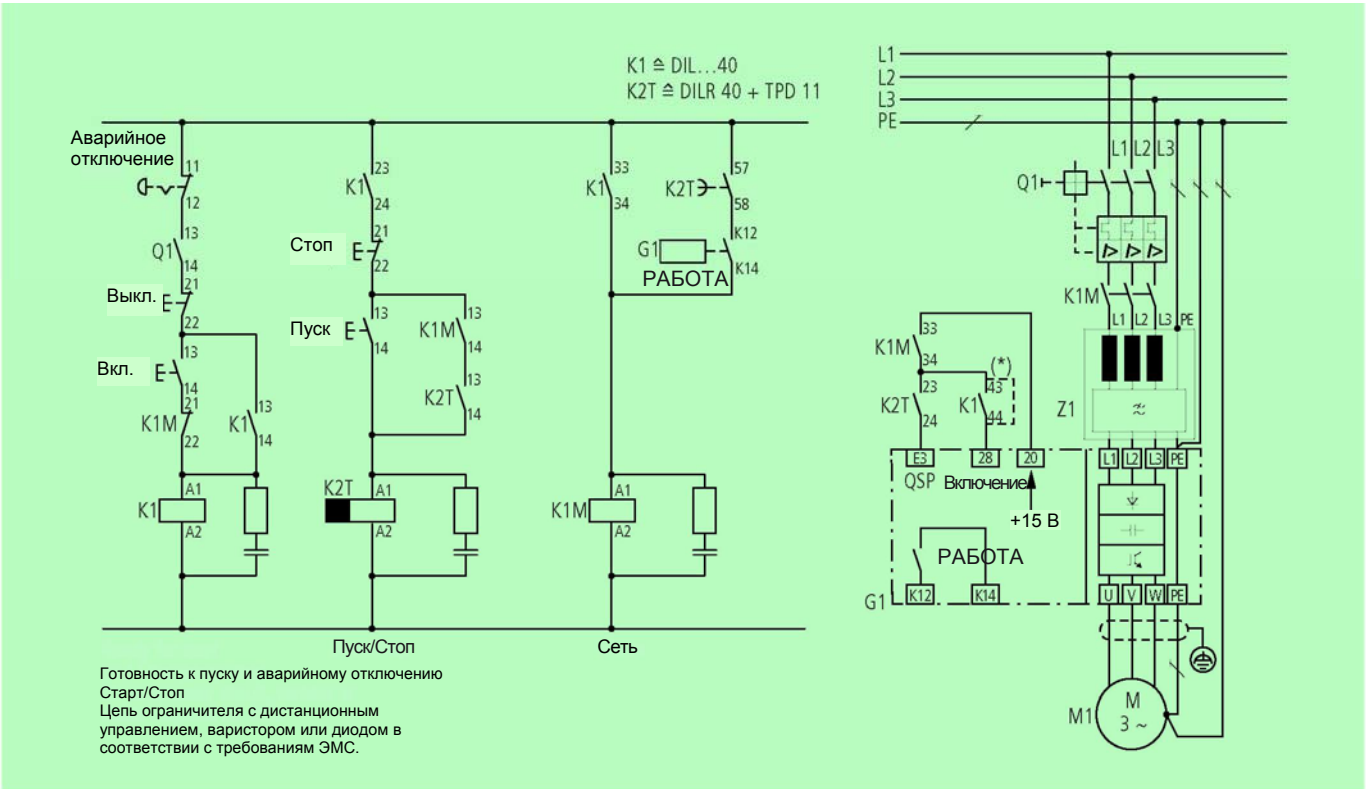 K1 ≙ DIL...40
K2T ≙ DILR 40 + TPD 11
Аварийное
отключение
11
12
Q1
13
14
Выкл.
21
22
Вкл.
13
14
K1M
21
22
K1
13
14
K1
A1
A2
K1
23
24
Стоп
21
22
Пуск
13
14
K1M
13
14
K2T
13
14
K2T
A1
A2
K1
33
34
K2T
57
58
G1
K12
K14
РАБОТА
K1M
A1
A2
Пуск/Стоп
Сеть
Готовность к пуску и аварийному отключению
Старт/Стоп
Цепь ограничителя с дистанционным
управлением, варистором или диодом в
соответствии с требованиям ЭМС.
L1
L2
L3
PE
L1 L2 L3
Q1
I> I> I>
K1M
L1 L2 L3 PE
Z1
K1M
33
34
K2T
23
24
K1
(*)
43
44
E3 28 20
QSP Включение
+15 В
L1 L2 L3 PE
РАБОТА
G1
K12 K14
U V W PE
M1
M
3 ~